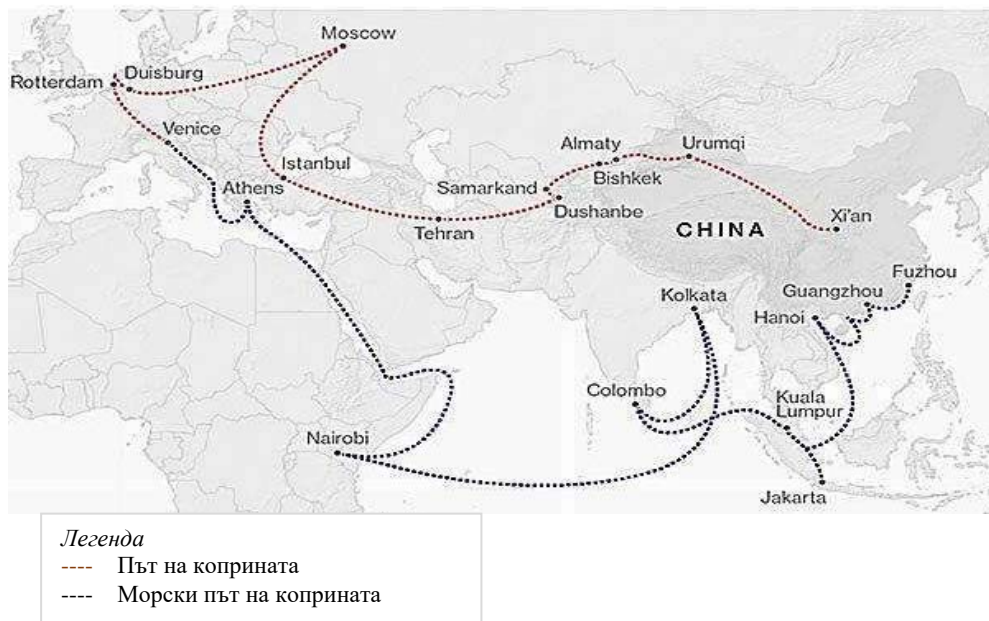 Moscow
Rotterdam
Duisburg
Venice
Almaty
Urumqi
Istanbul
Bishkek
Athens
Samarkand
Dushanbe
Xi'an
Tehran
CHINA
Fuzhou
Kolkata
Guangzhou
Hanoi
Colombo
Kuala
Lumpur
Nairobi
Jakarta
Легенда
---- Път на коприната
---- Морски път на коприната